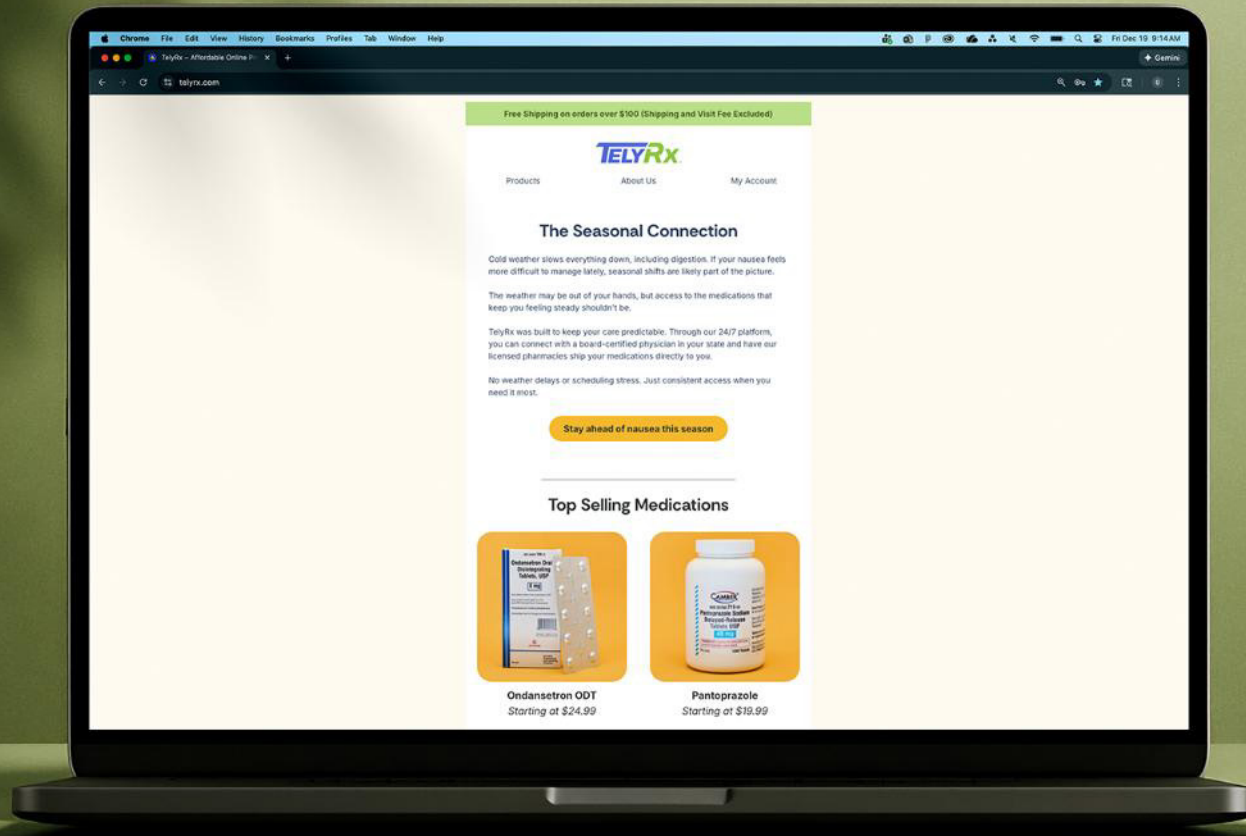 Chrome File Edit View History Bookmarks Profiles Tab Window Help
Fri Dec 19 9:14 AM
TelyRx – Affordable Online P
Gemini
telyrx.com
Free Shipping on orders over $100 (Shipping and Visit Fee Excluded)
TELYRX
Products About Us My Account
The Seasonal Connection
Cold weather slows everything down, including digestion. If your nausea feels
more difficult to manage lately, seasonal shifts are likely part of the picture.
The weather may be out of your hands, but access to the medications that
keep you feeling steady shouldn't be.
TelyRx was built to keep your care predictable. Through our 24/7 platform,
you can connect with a board-certified physician in your state and have our
licensed pharmacies ship your medications directly to you.
No weather delays or scheduling stress. Just consistent access when you
need it most.
Stay ahead of nausea this season
Top Selling Medications
Ondansetron Oral
Disintegrating
Tablets, USP
8 mg
CAMBER
Pantoprazole Sodium
Delayed-Release
Tablets USP
40 mg
Ondansetron ODT Pantoprazole
Starting at $24.99 Starting at $19.99